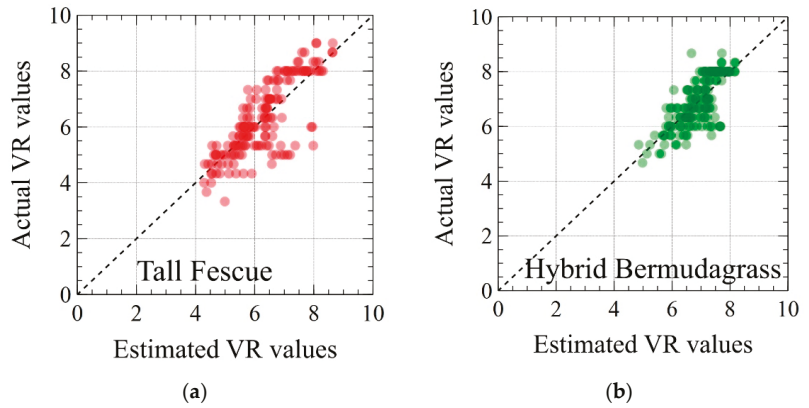 10
8
6
4
2
0
Actual VR values
Tall Fescue
0 2 4 6 8 10
Estimated VR values
(a)
10
8
6
4
2
0
Actual VR values
Hybrid Bermudagrass
0 2 4 6 8 10
Estimated VR values
(b)